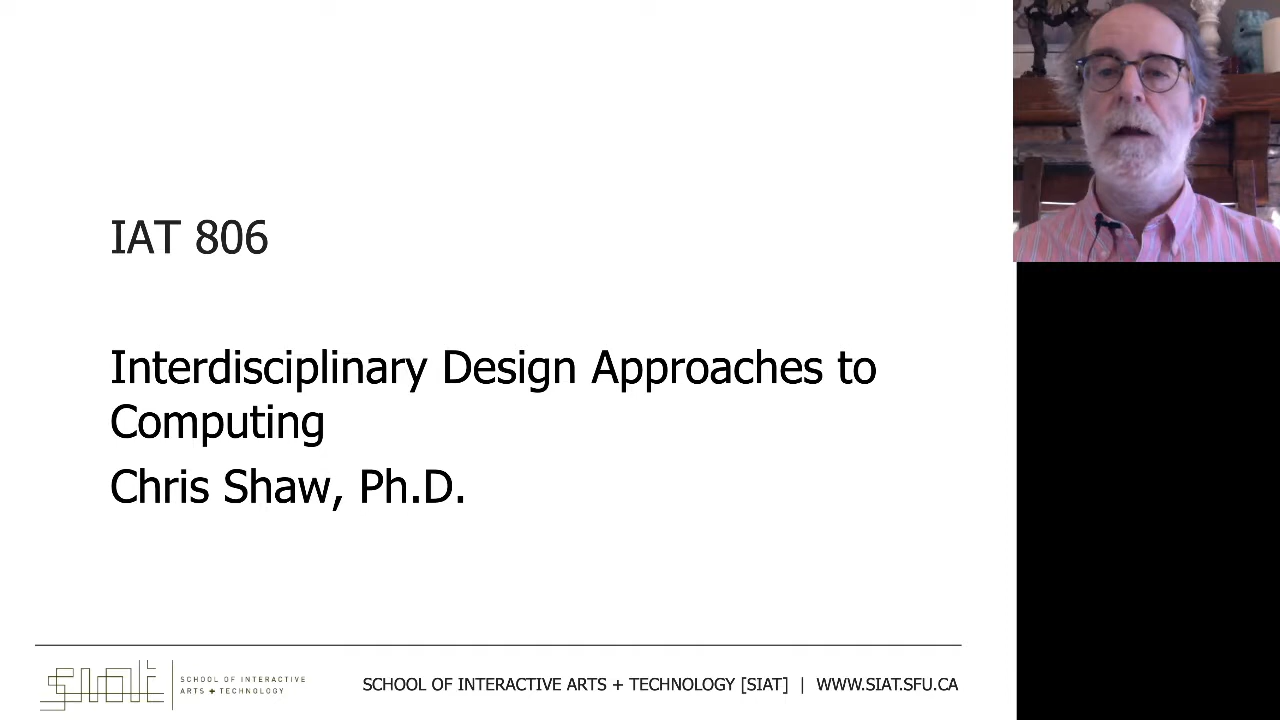 IAT 806
Interdisciplinary Design Approaches to
Computing
Chris Shaw, Ph.D.
siat
SCHOOL OF INTERACTIVE
ARTS + TECHNOLOGY
SCHOOL OF INTERACTIVE ARTS + TECHNOLOGY [SIAT] | WWW.SIAT.SFU.CA